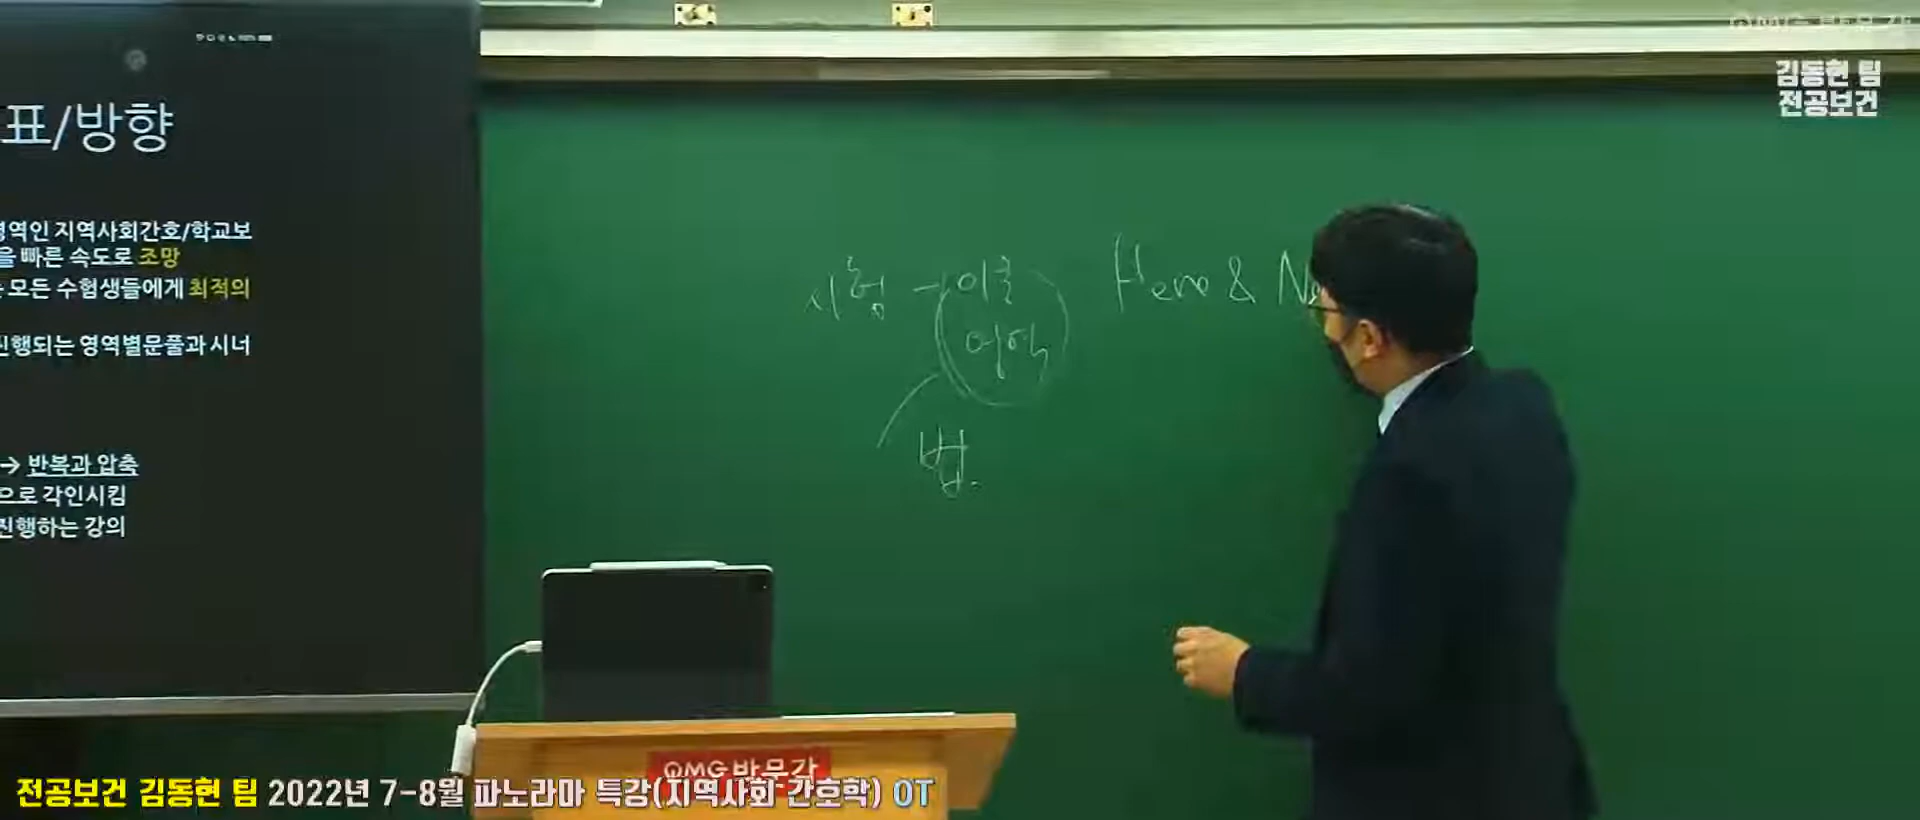 표/방향
영역인 지역사회간호/학교보
을 빠른 속도로 조망
는 모든 수험생들에게 최적의
진행되는 영역별문풀과 시너
→ 반복과 압축
으로 각인시킴
진행하는 강의
시험
Here & N
법.
김동현 팀
전공보건
QMG 박문각
전공보건 김동현 팀 2022년 7-8월 파노라마 특강(지역사회 간호학) OT